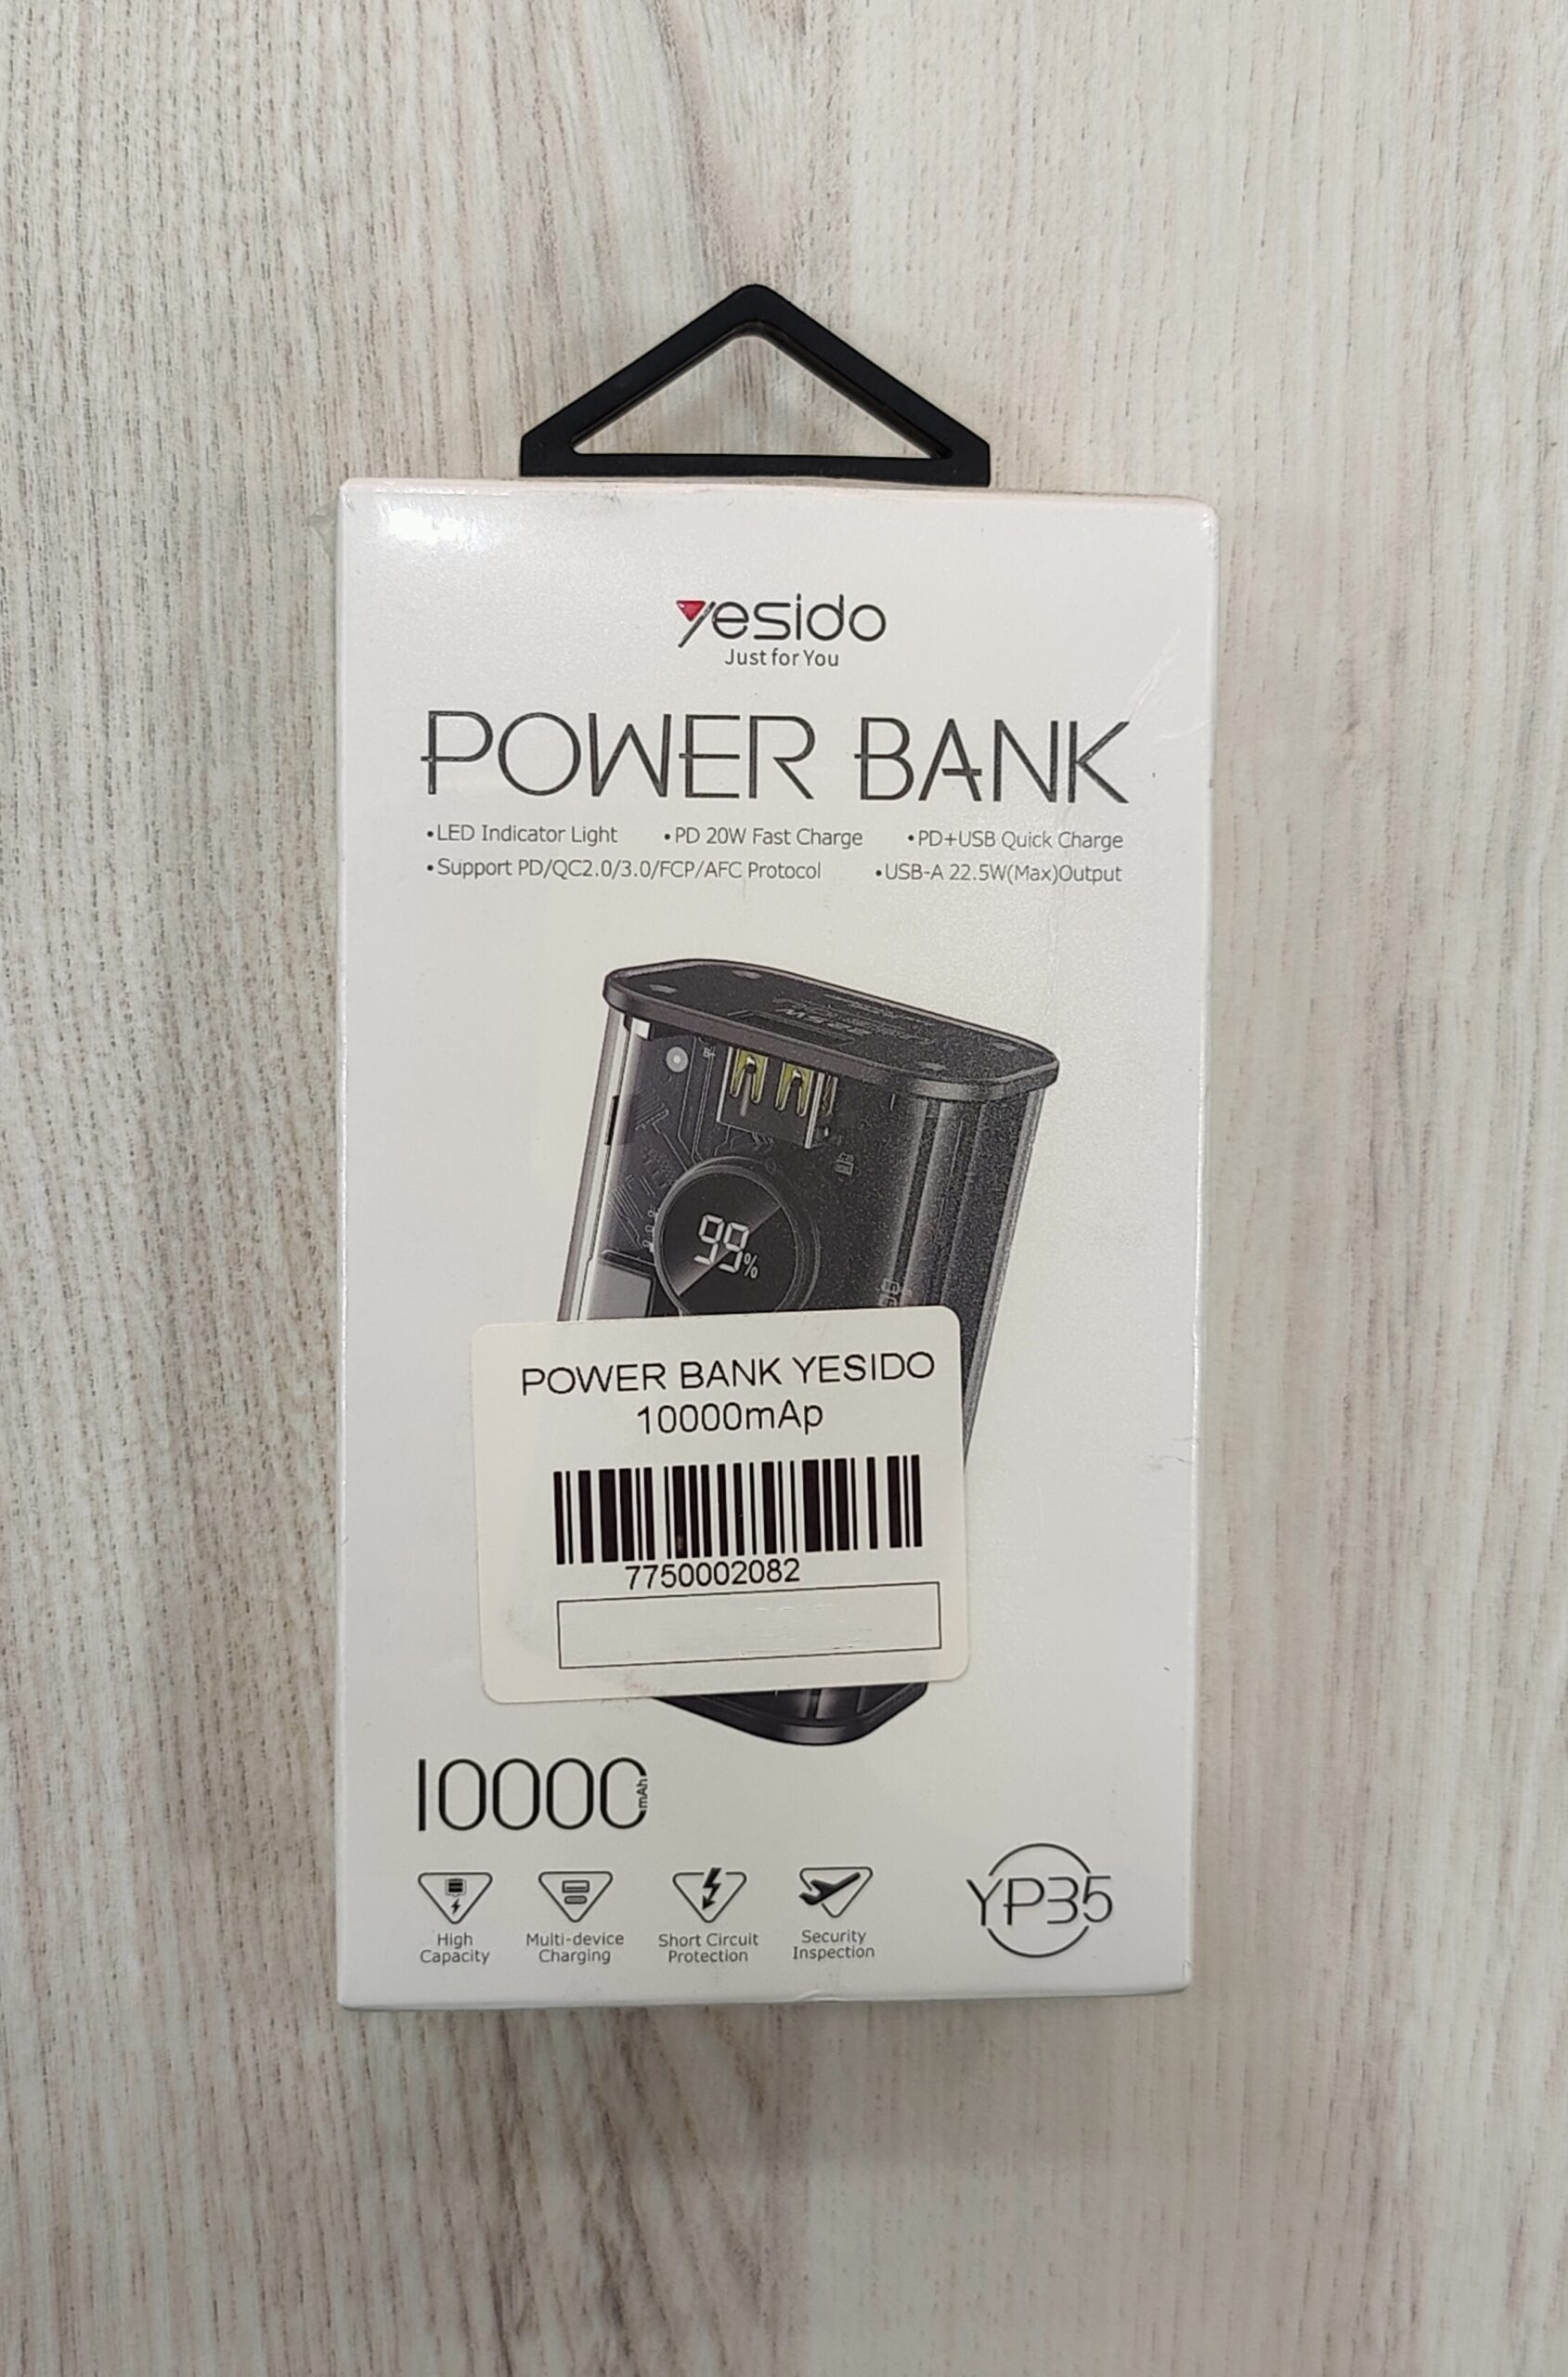 yesido
Just for You
POWER BANK
•LED Indicator Light •PD 20W Fast Charge •PD+USB Quick Charge
•Support PD/QC2.0/3.0/FCP/AFC Protocol •USB-A 22.5W(Max)Output
99%
POWER BANK YESIDO
10000mAp
7750002082
10000mAh
High Capacity
Multi-device Charging
Short Circuit Protection
Security Inspection
YP35